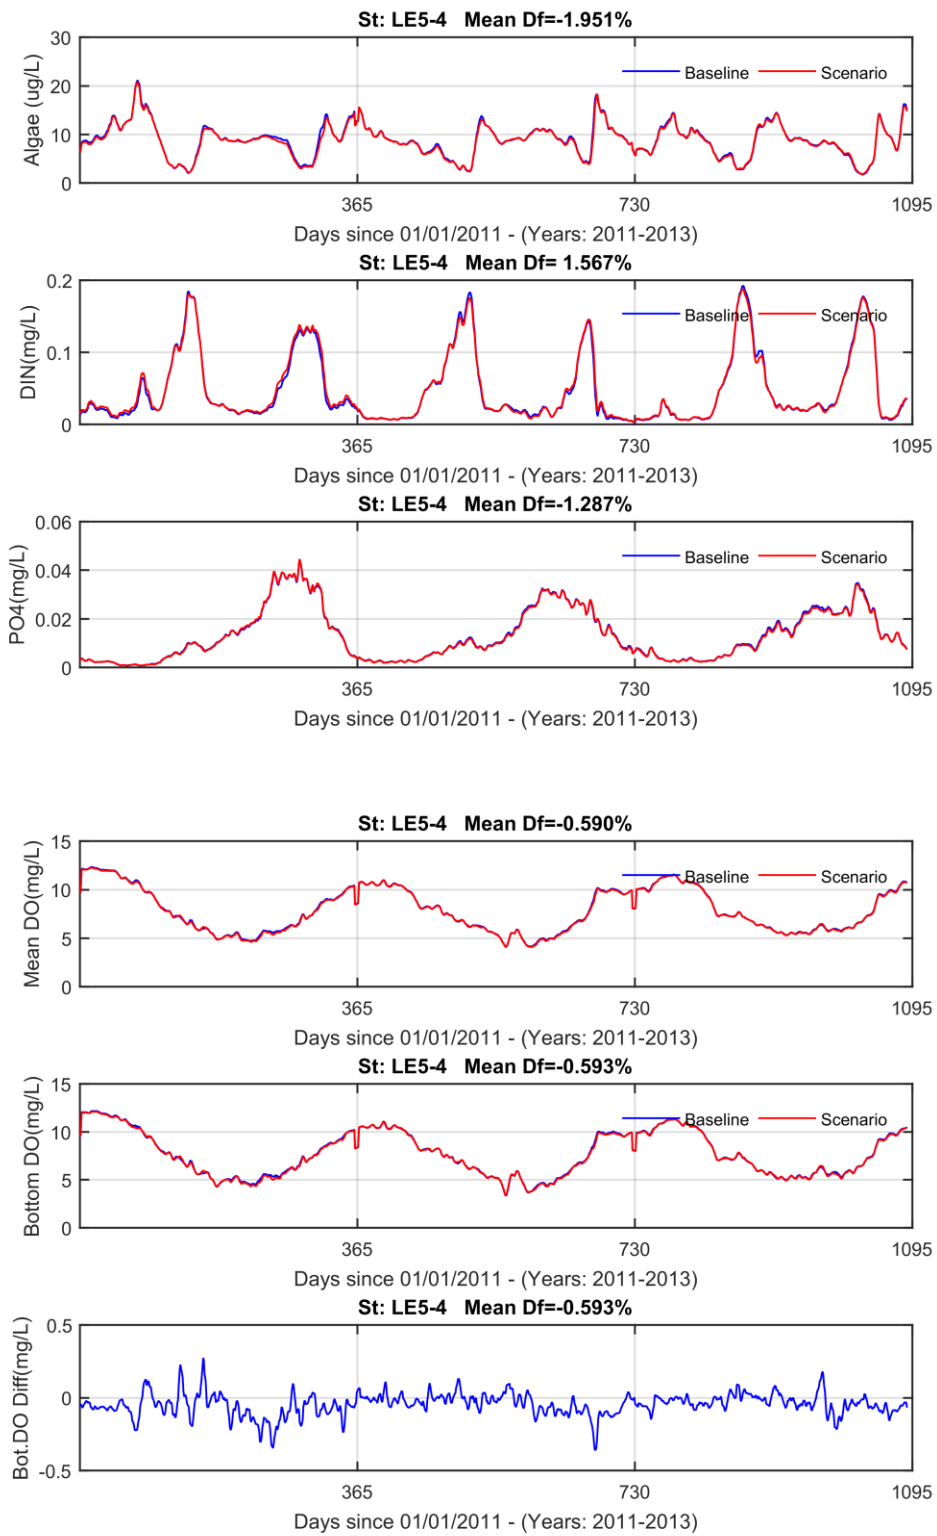 St: LE5-4 Mean Df=-1.951%
30
20
10
0
Algae (ug/L)
Baseline
Scenario
365
730
1095
Days since 01/01/2011 - (Years: 2011-2013)
St: LE5-4 Mean Df= 1.567%
0.2
0.1
0
DIN(mg/L)
Baseline
Scenario
365
730
1095
Days since 01/01/2011 - (Years: 2011-2013)
St: LE5-4 Mean Df=-1.287%
0.06
0.04
0.02
0
PO4(mg/L)
Baseline
Scenario
365
730
1095
Days since 01/01/2011 - (Years: 2011-2013)
St: LE5-4 Mean Df=-0.590%
15
10
5
0
Mean DO(mg/L)
Baseline
Scenario
365
730
1095
Days since 01/01/2011 - (Years: 2011-2013)
St: LE5-4 Mean Df=-0.593%
15
10
5
0
Bottom DO(mg/L)
Baseline
Scenario
365
730
1095
Days since 01/01/2011 - (Years: 2011-2013)
St: LE5-4 Mean Df=-0.593%
0.5
0
-0.5
Bot.DO Diff(mg/L)
365
730
1095
Days since 01/01/2011 - (Years: 2011-2013)